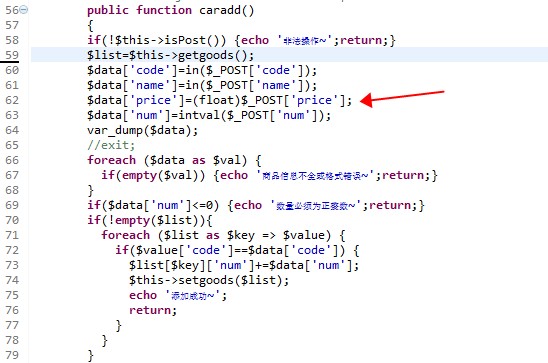 56 public function caradd()
57 {
58 if(!$this->isPost()) {echo '非法操作~';return;}
59 $list=$this->getgoods();
60 $data['code']=in($_POST['code']);
61 $data['name']=in($_POST['name']);
62 $data['price']=(float)$_POST['price'];
63 $data['num']=intval($_POST['num']);
64 var_dump($data);
65 //exit;
66 foreach ($data as $val) {
67 if(empty($val)) {echo '商品信息不全或格式错误~';return;}
68 }
69 if($data['num']<=0) {echo '数量必须为正整数~';return;}
70 if(!empty($list)){
71 foreach ($list as $key => $value) {
72 if($value['code']==$data['code']) {
73 $list[$key]['num']+=$data['num'];
74 $this->setgoods($list);
75 echo '添加成功~';
76 return;
77 }
78 }
79 }